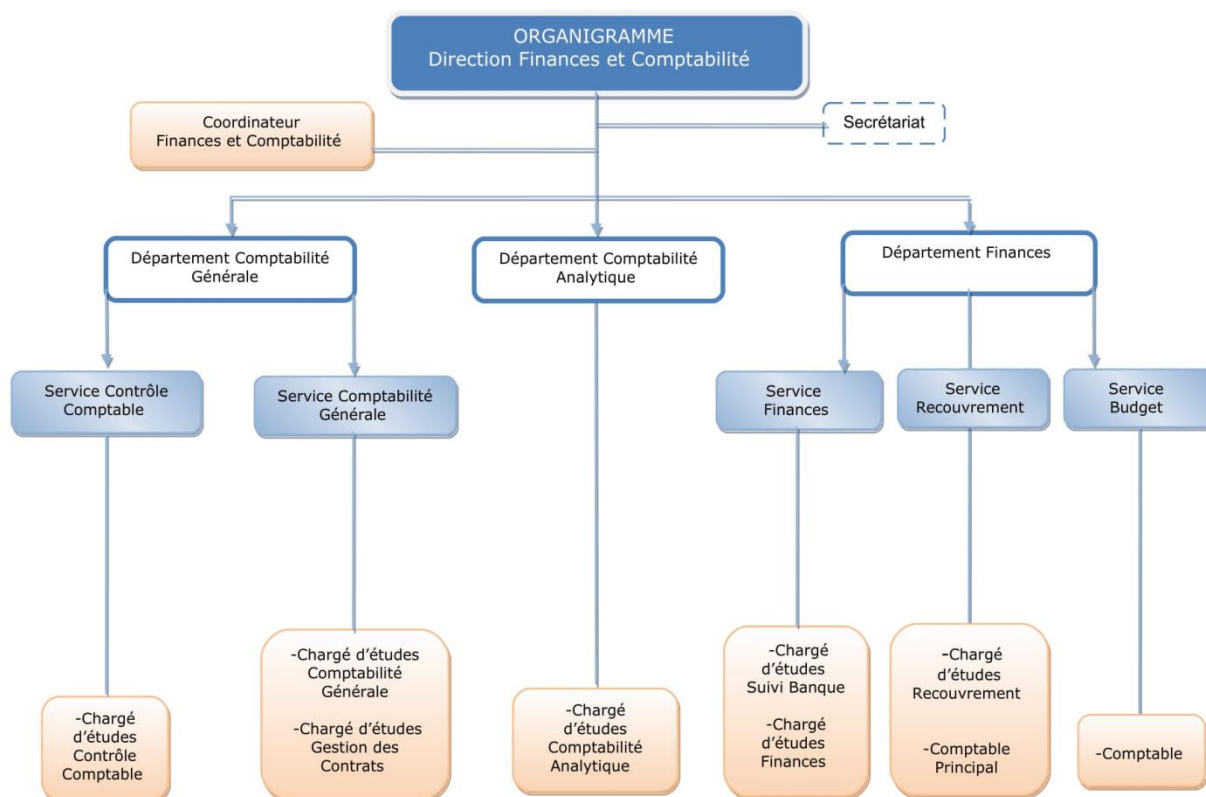 ORGANIGRAMME
Direction Finances et Comptabilité
Coordinateur
Finances et Comptabilité
Secrétariat
Département Comptabilité
Générale
Département Comptabilité
Analytique
Département Finances
Service Contrôle
Comptable
Service Comptabilité
Générale
Service
Finances
Service
Recouvrement
Service
Budget
-Chargé
d'études
Contrôle
Comptable
-Chargé d'études
Comptabilité
Générale
-Chargé d'études
Gestion des
Contrats
-Chargé
d'études
Comptabilité
Analytique
-Chargé
d'études
Suivi Banque
-Chargé
d'études
Finances
-Chargé
d'études
Recouvrement
-Comptable
Principal
-Comptable